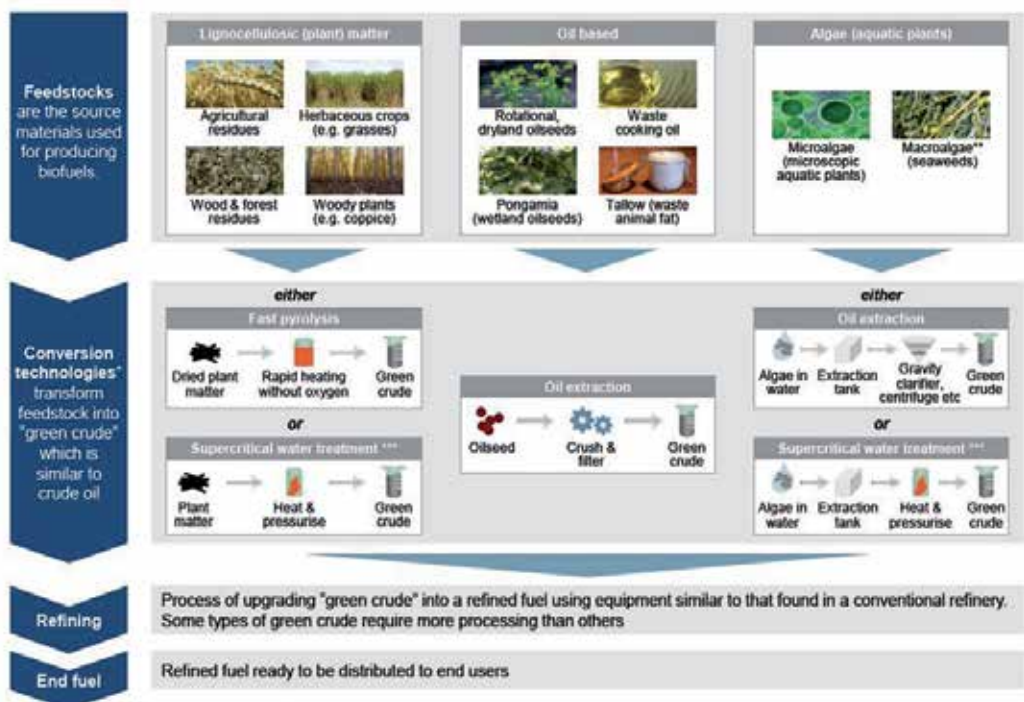 Feedstocks
are the source
materials used
for producing
biofuels.
Lignocellulosic (plant) matter
Agricultural
residues
Herbaceous crops
(e.g. grasses)
Wood & forest
residues
Woody plants
(e.g. coppice)
Oil based
Rotational,
dryland oilseeds
Waste
cooking oil
Pongamia
(wetland oilseeds)
Tallow (waste
animal fat)
Algae (aquatic plants)
Microalgae
(microscopic
aquatic plants)
Macroalgae**
(seaweeds)
Conversion
technologies*
transform
feedstock into
"green crude"
which is
similar to
crude oil
either
Fast pyrolysis
Dried plant
matter
Rapid heating
without oxygen
Green
crude
or
Supercritical water treatment ***
Plant
matter
Heat &
pressurise
Green
crude
Oil extraction
Oilseed
Crush &
filter
Green
crude
either
Oil extraction
Algae in
water
Extraction
tank
Gravity
clarifier,
centrifuge etc
Green
crude
or
Supercritical water treatment ***
Algae in
water
Extraction
tank
Heat &
pressurise
Green
crude
Refining
Process of upgrading "green crude" into a refined fuel using equipment similar to that found in a conventional refinery.
Some types of green crude require more processing than others
End fuel
Refined fuel ready to be distributed to end users